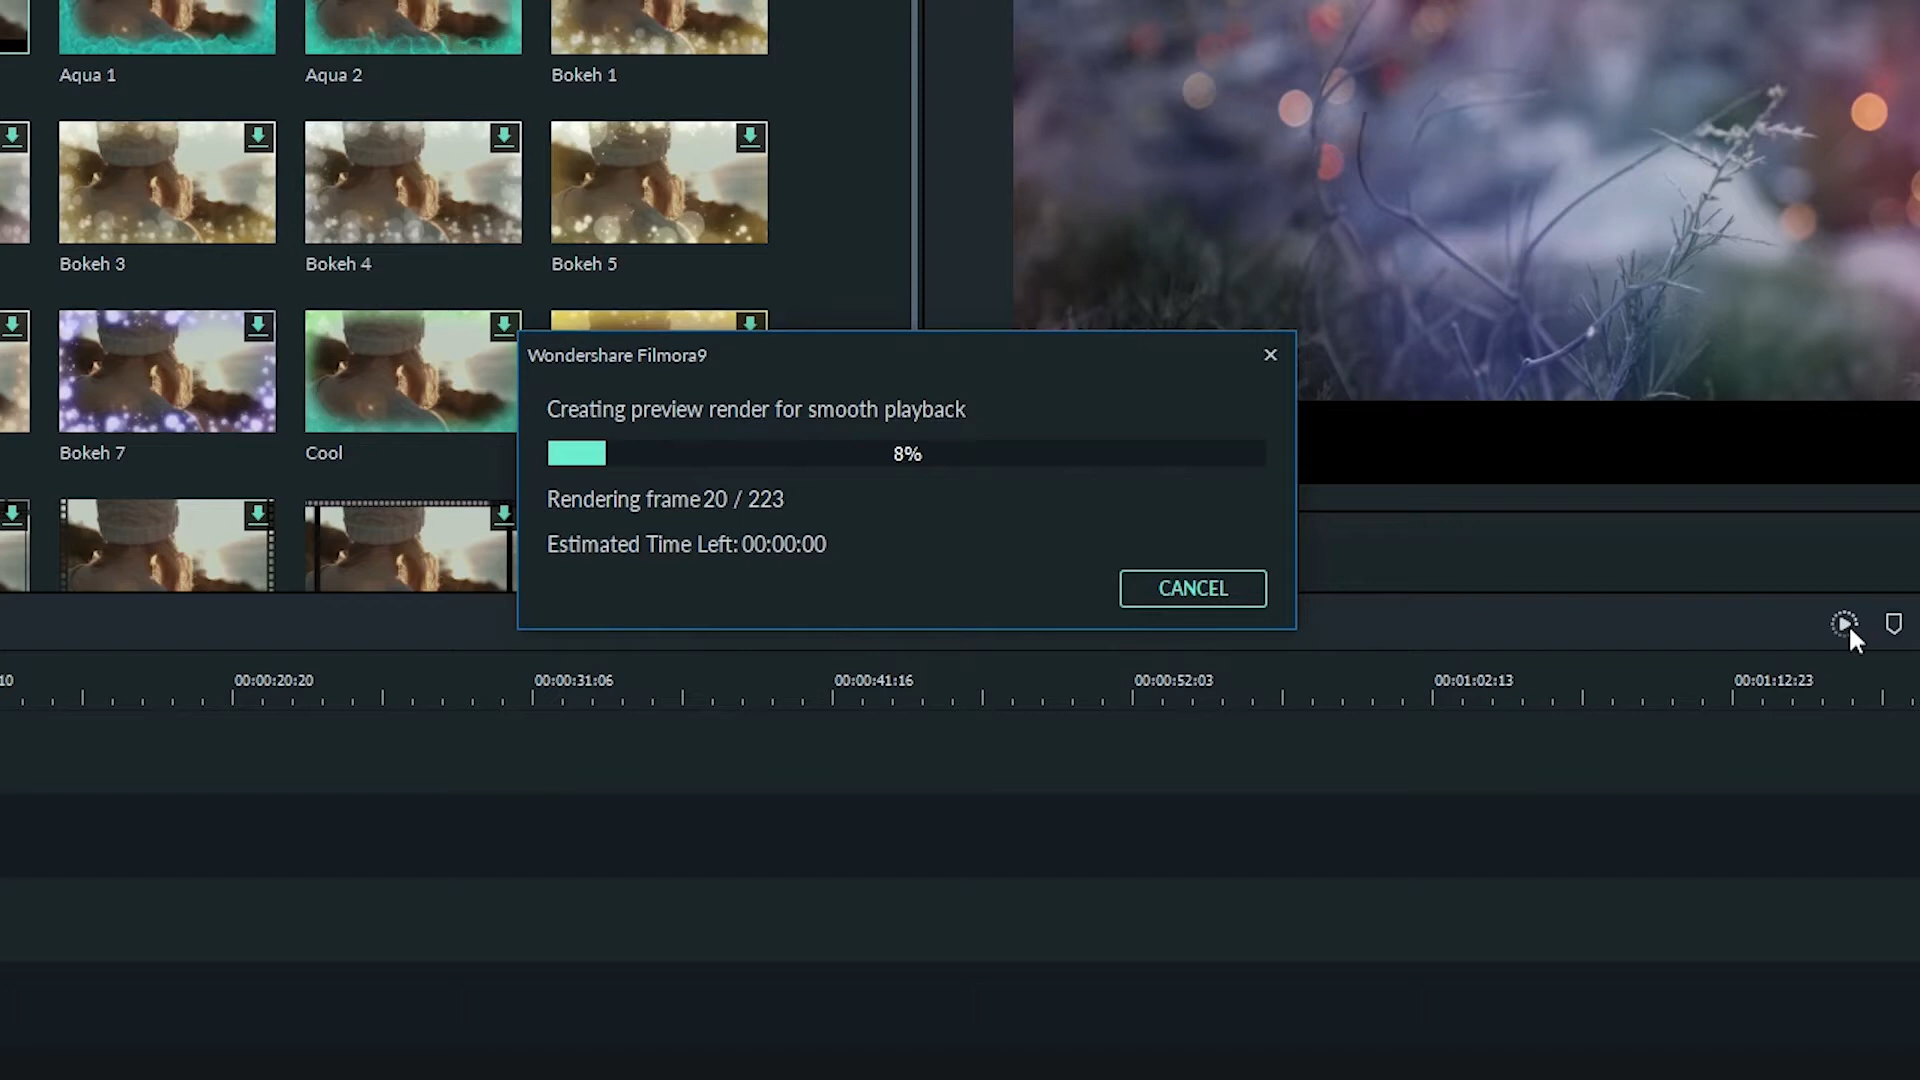 Aqua 1
Aqua 2
Bokeh 1
Bokeh 3
Bokeh 4
Bokeh 5
Bokeh 7
Cool
Wondershare Filmora9
Creating preview render for smooth playback
8%
Rendering frame 20 / 223
Estimated Time Left: 00:00:00
CANCEL
10
00:00:20:20
00:00:31:06
00:00:41:16
00:00:52:03
00:01:02:13
00:01:12:23